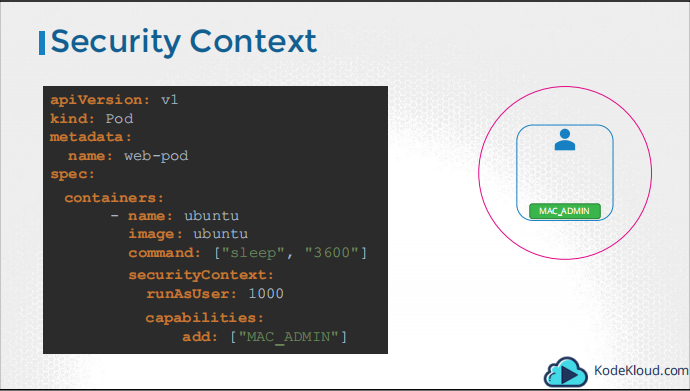 Security Context
apiVersion: v1
kind: Pod
metadata:
name: web-pod
spec:
containers:
- name: ubuntu
image: ubuntu
command: ["sleep", "3600"]
securityContext:
runAsUser: 1000
capabilities:
add: ["MAC_ADMIN"]
MAC_ADMIN
KodeKloud.com